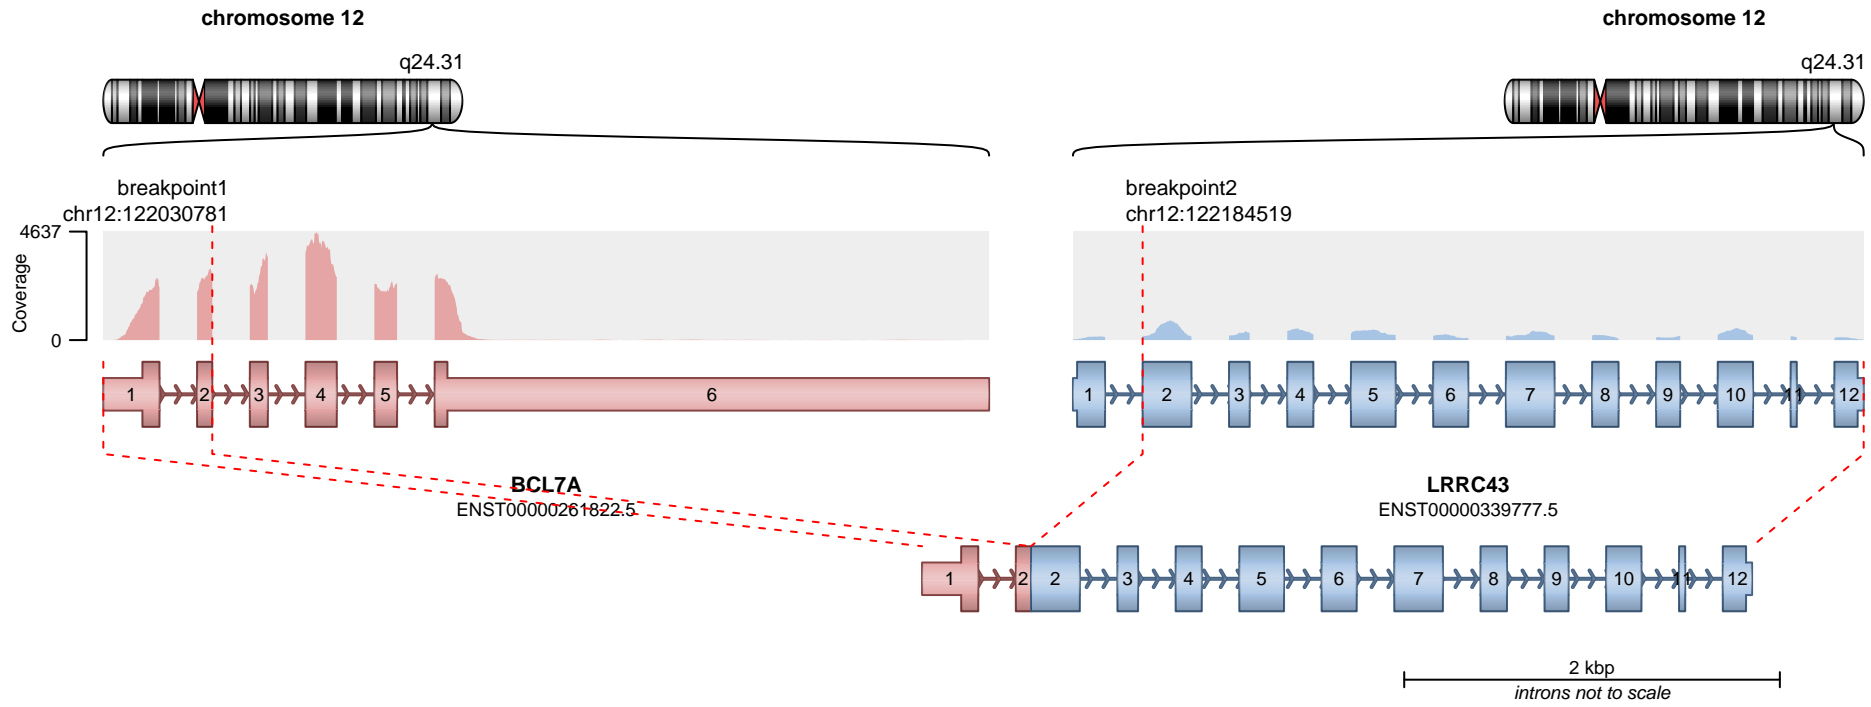 chromosome 12
chromosome 12
q24.31
q24.31
breakpoint1
chr12:122030781
breakpoint2
chr12:122184519
4637
Coverage
0
1 2 3 4 5 6
1 2 3 4 5 6 7 8 9 10 11 12
BCL7A
ENST00000261822.5
LRRC43
ENST00000339777.5
1 2 2 3 4 5 6 7 8 9 10 11 12
2 kbp
introns not to scale